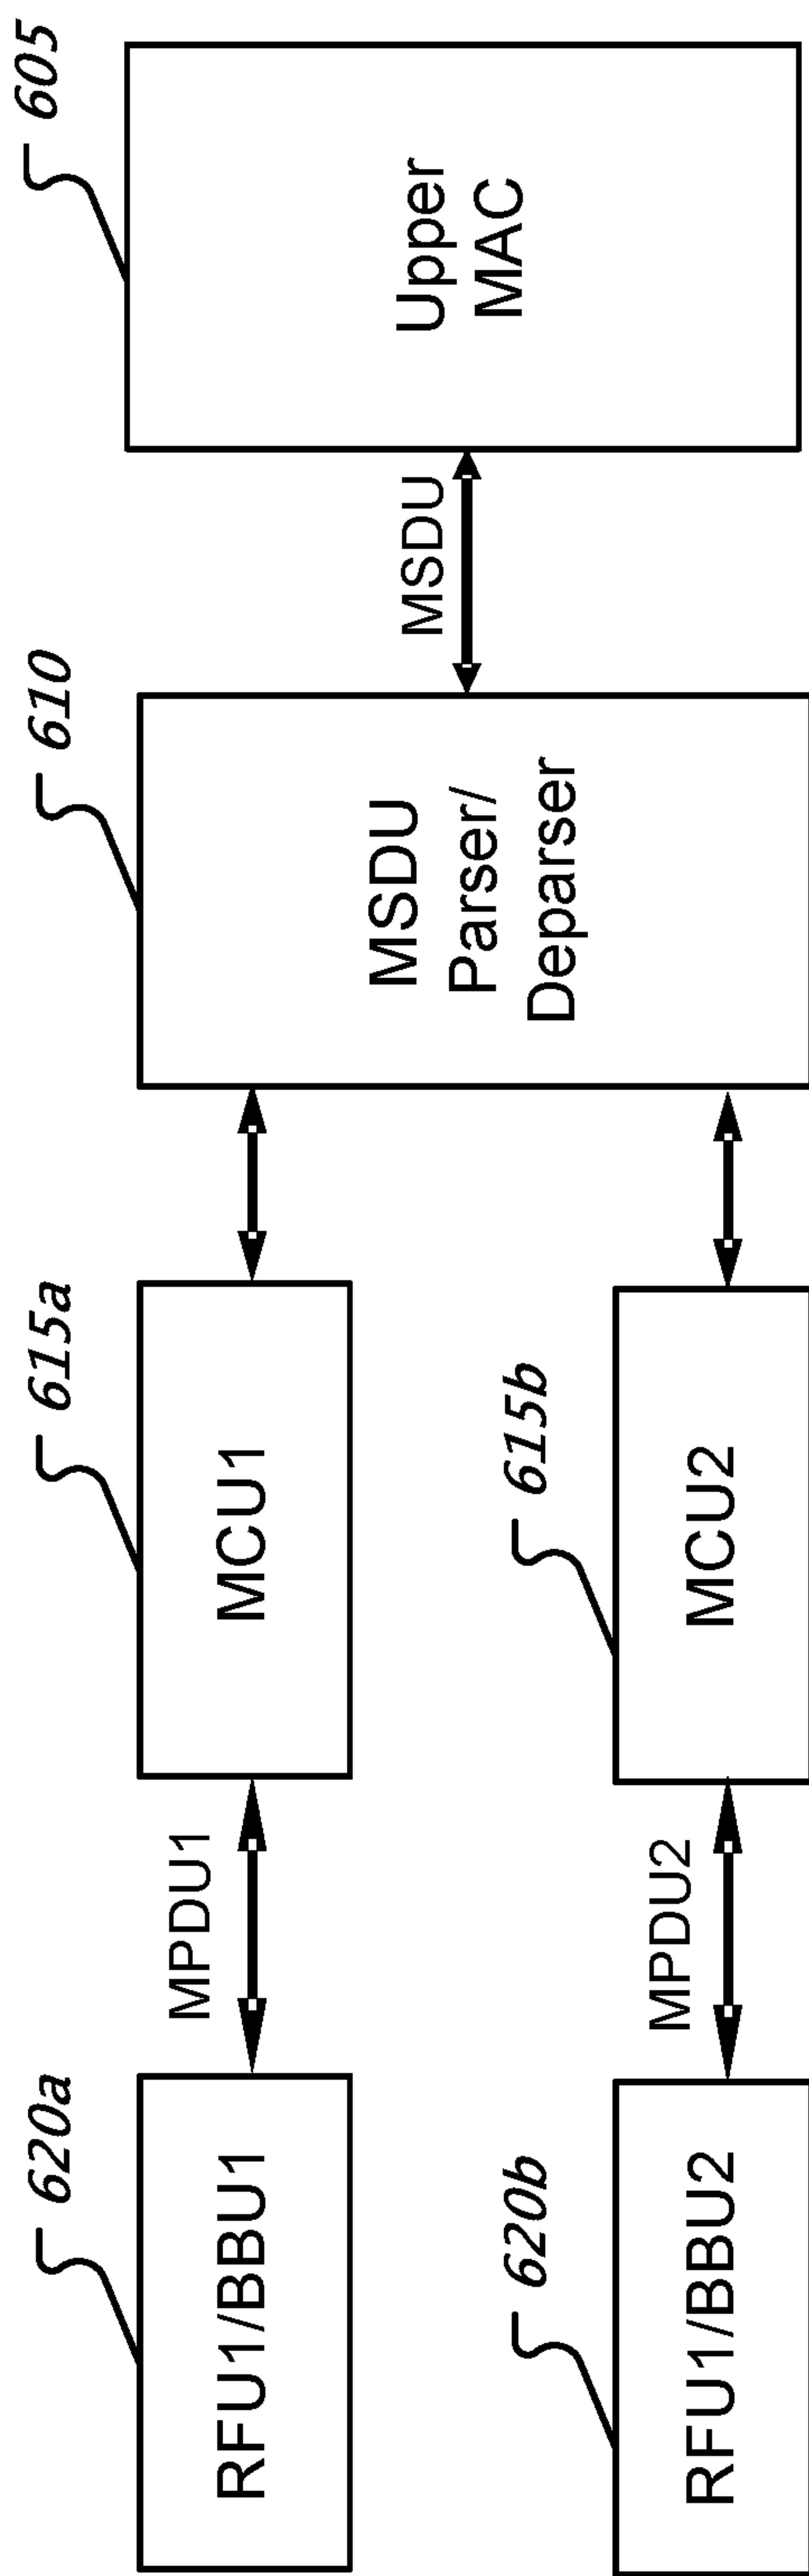 620a
RFU1/BBU1
MPDU1
615a
MCU1
620b
RFU1/BBU2
MPDU2
615b
MCU2
610
MSDU
Parser/
Deparser
MSDU
605
Upper
MAC